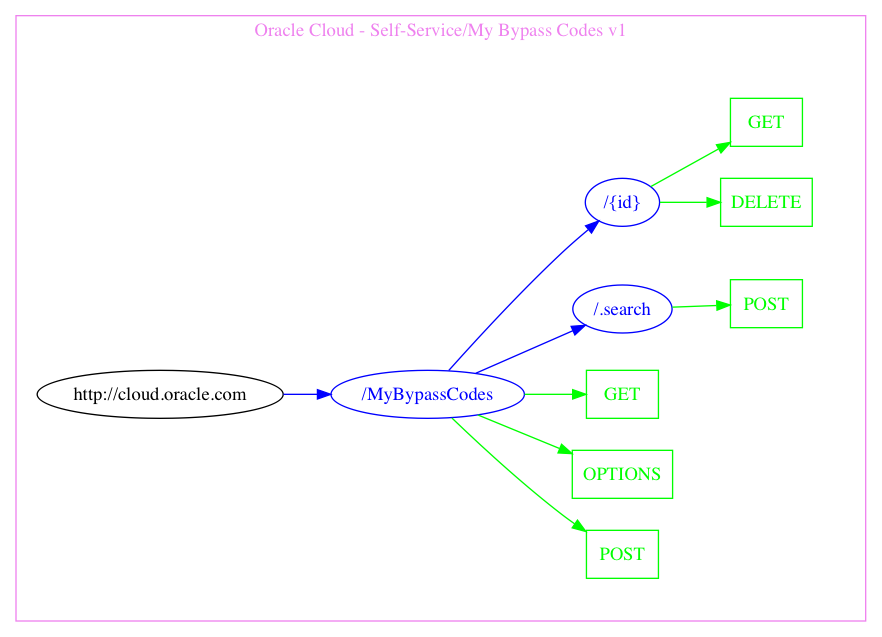 Oracle Cloud - Self-Service/My Bypass Codes v1
GET
/{id}
DELETE
/.search
POST
http://cloud.oracle.com
/MyBypassCodes
GET
OPTIONS
POST